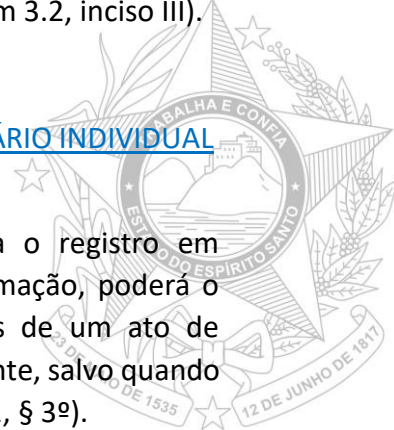 m 3.2, inciso III).
ÁRIO INDIVIDUAL
a o registro em
mação, poderá o
s de um ato de
nte, salvo quando
, § 3º).
TRABALHA E CONFIA
ESTADO DO ESPÍRITO SANTO
23 DE MAIO DE 1535
12 DE JUNHO DE 1817